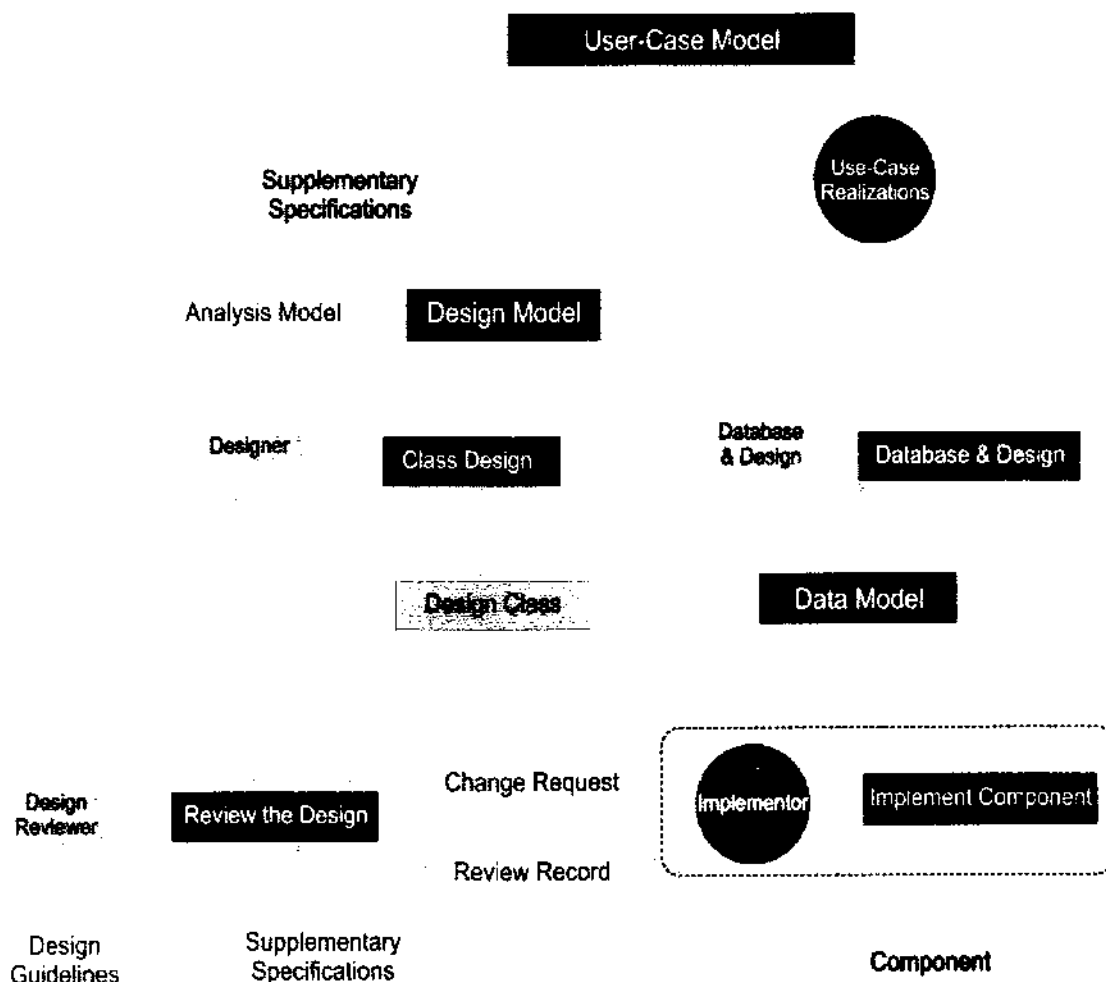 User-Case Model
Use-Case
Realizations
Supplementary
Specifications
Analysis Model
Design Model
Designer
Class Design
Database
& Design
Database & Design
Design Class
Data Model
Change Request
Implementor
Implement Component
Design
Reviewer
Review the Design
Review Record
Design
Guidelines
Supplementary
Specifications
Component